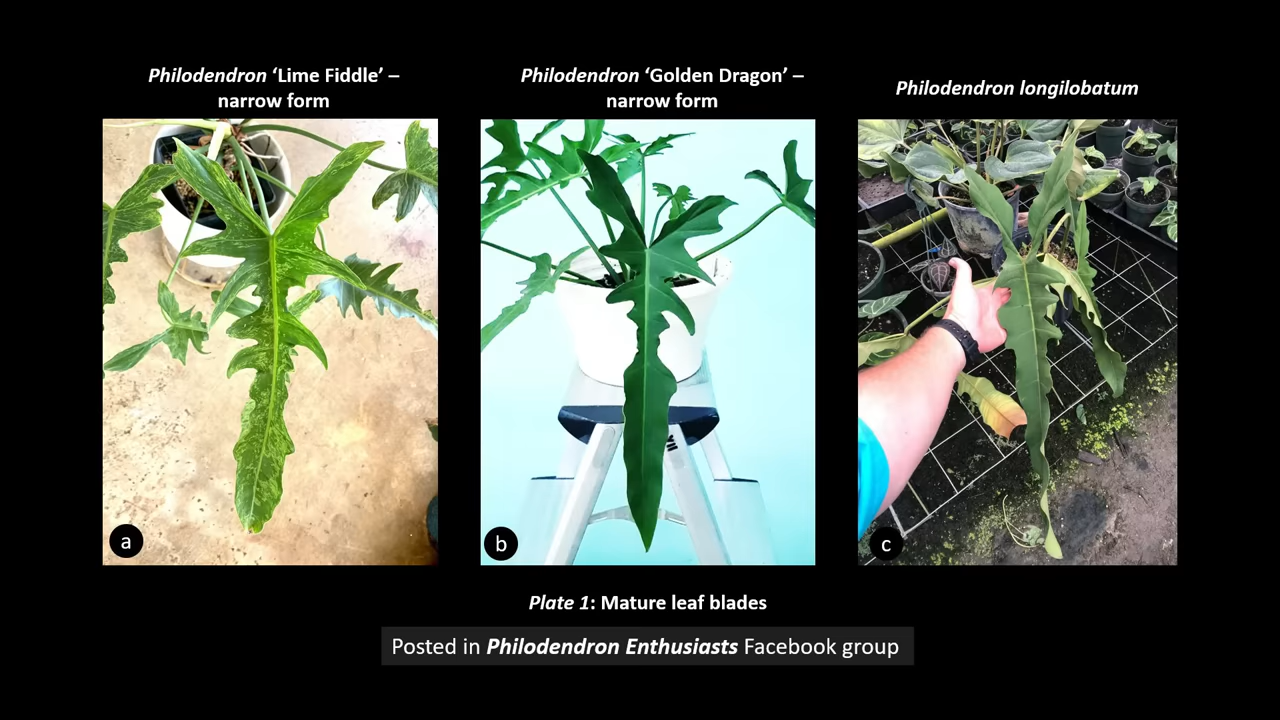 Philodendron ‘Lime Fiddle’ –
narrow form
Philodendron ‘Golden Dragon’ –
narrow form
Philodendron longilobatum
a
b
c
Plate 1: Mature leaf blades
Posted in Philodendron Enthusiasts Facebook group